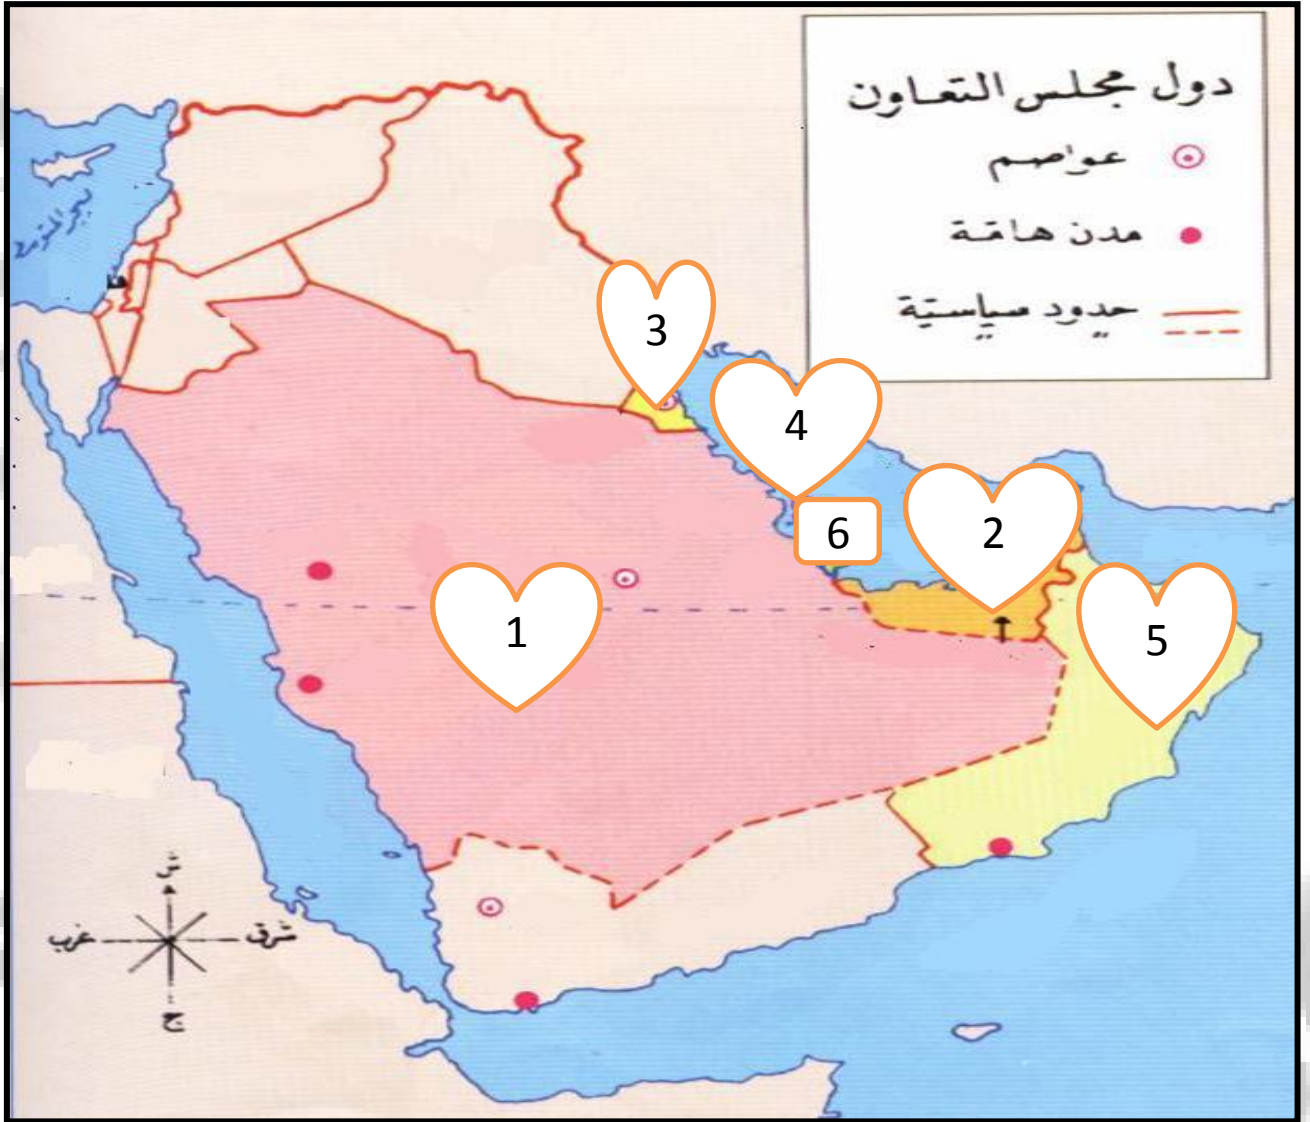 دول مجلس التعاون
عواصم
مدن هامة
حدود سياسية
3
4
6
2
1
5
شرق
غرب
ج